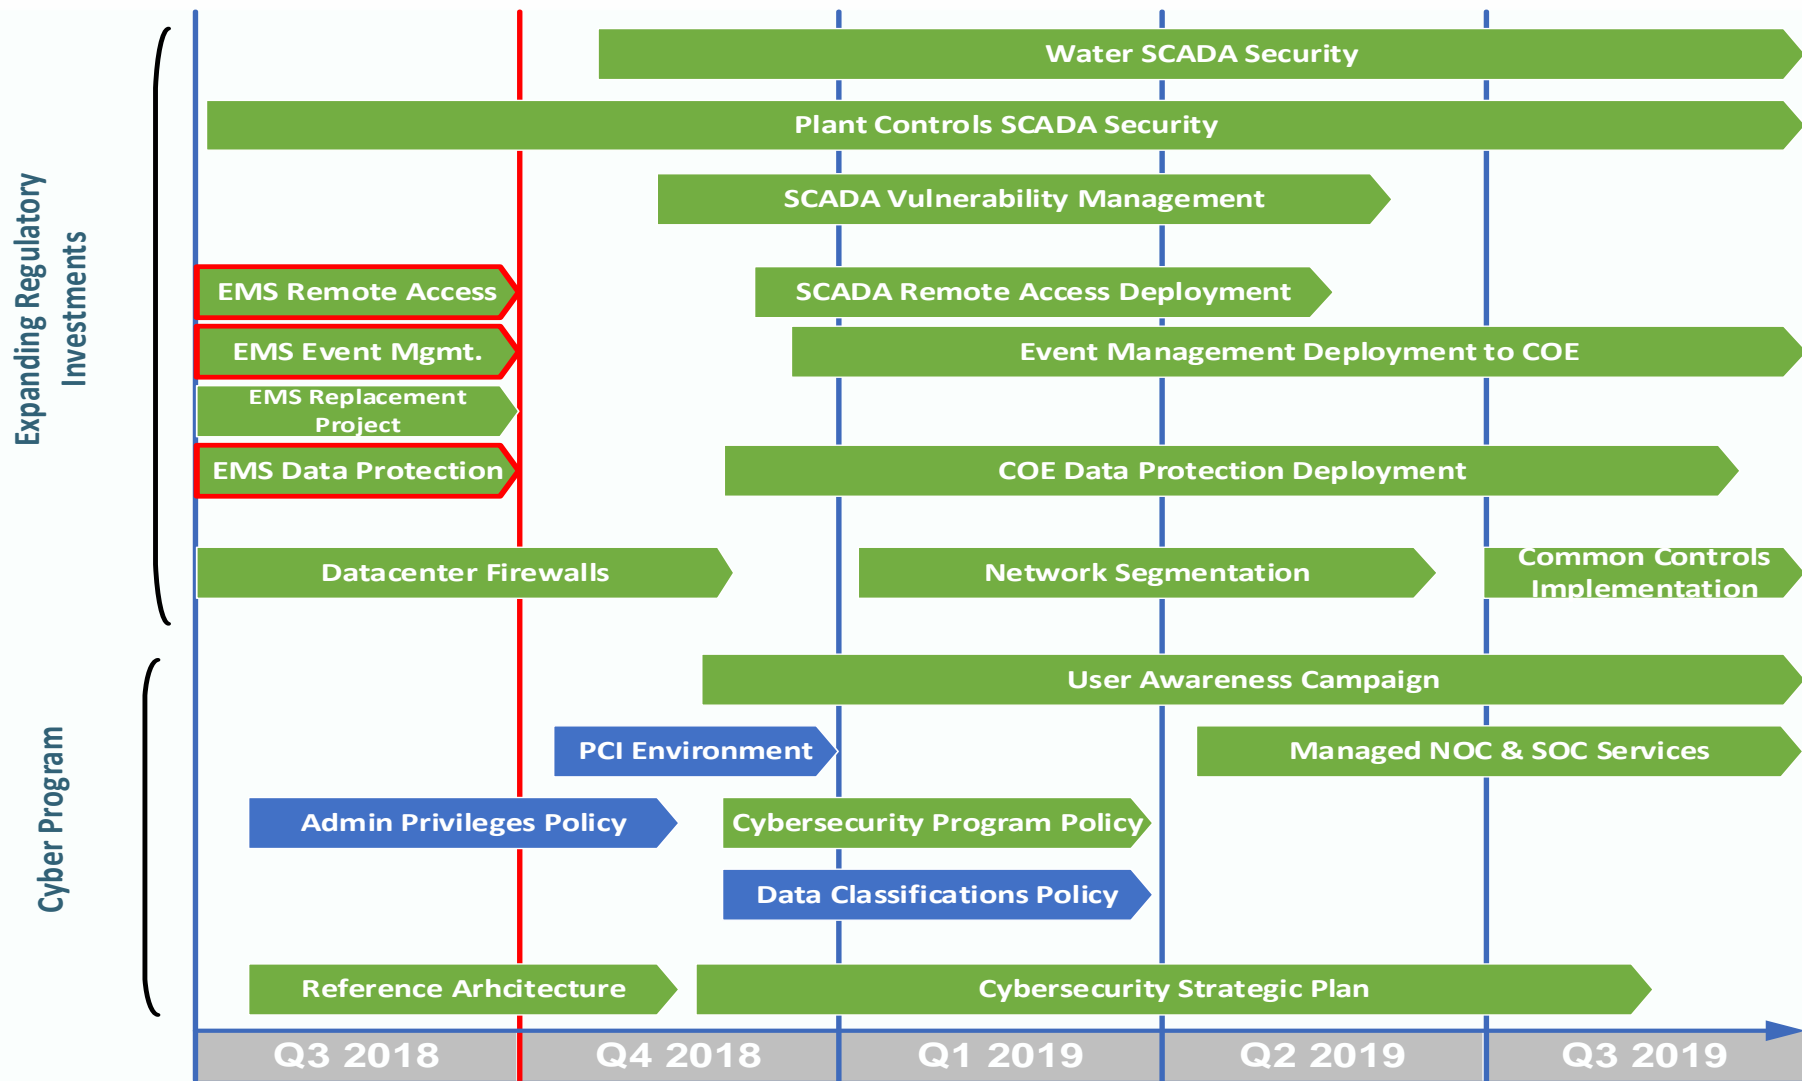 Expanding Regulatory
Investments
Water SCADA Security
Plant Controls SCADA Security
SCADA Vulnerability Management
EMS Remote Access
SCADA Remote Access Deployment
EMS Event Mgmt.
Event Management Deployment to COE
EMS Replacement
Project
EMS Data Protection
COE Data Protection Deployment
Datacenter Firewalls
Network Segmentation
Common Controls
Implementation
Cyber Program
User Awareness Campaign
PCI Environment
Managed NOC & SOC Services
Admin Privileges Policy
Cybersecurity Program Policy
Data Classifications Policy
Reference Arhcitecture
Cybersecurity Strategic Plan
Q3 2018
Q4 2018
Q1 2019
Q2 2019
Q3 2019